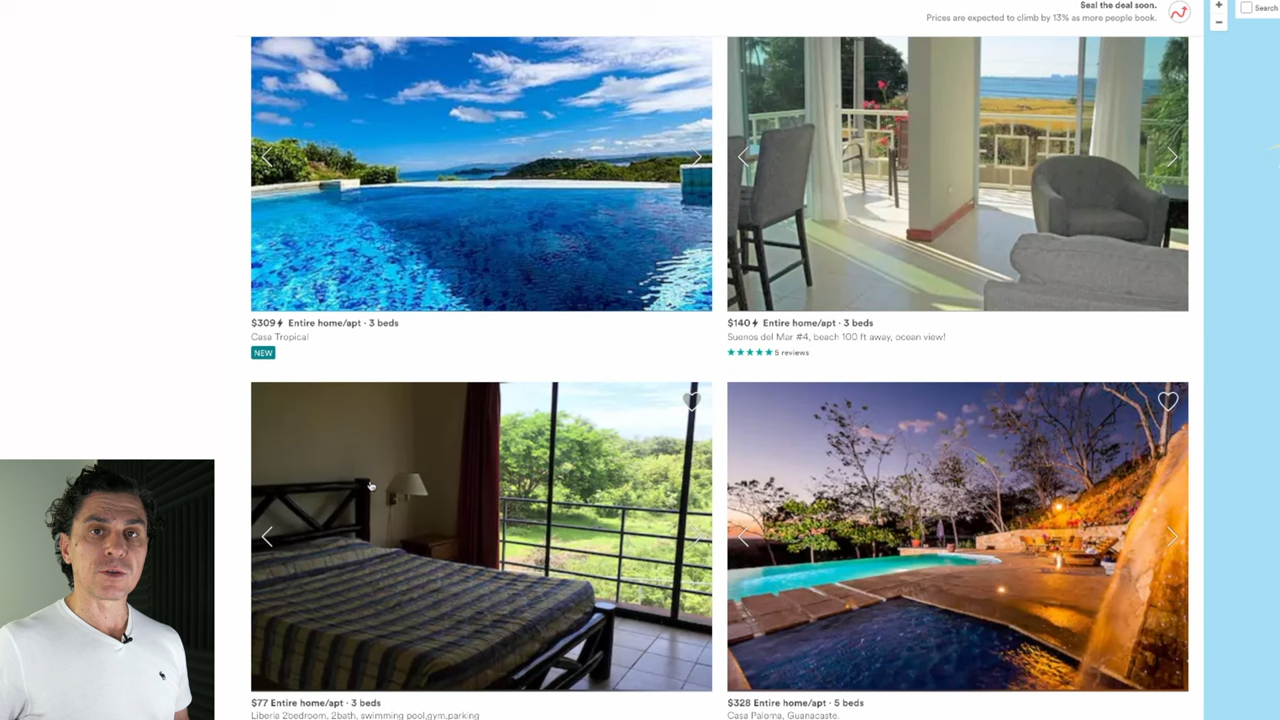 Seal the deal soon.
Prices are expected to climb by 13% as more people book.
Search
$309 Entire home/apt · 3 beds
Casa Tropical
NEW
$140 Entire home/apt · 3 beds
Suenos del Mar #4, beach 100 ft away, ocean view!
5 reviews
$77 Entire home/apt · 3 beds
Liberie 2bedroom, 2bath, swimming pool,gym,parking
$328 Entire home/apt · 5 beds
Casa Paloma, Guanacaste.